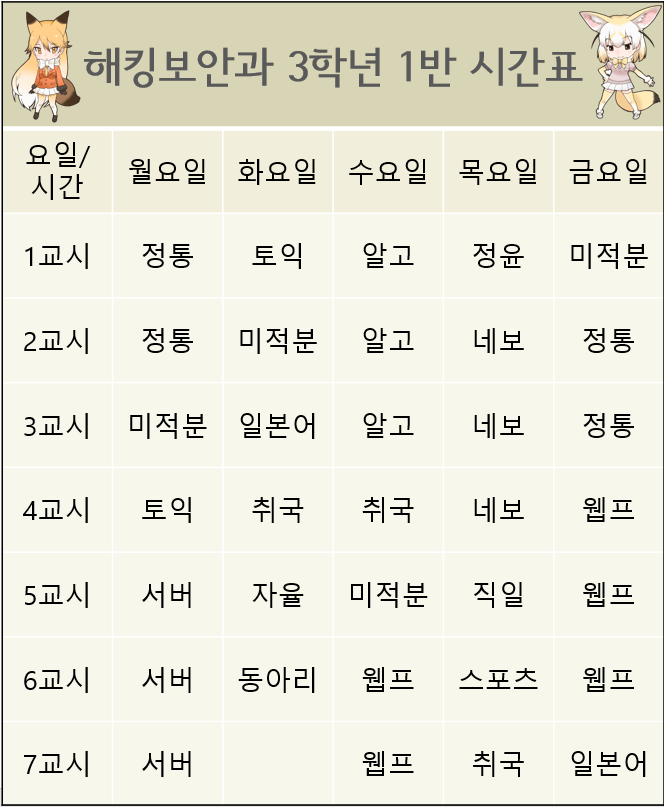 해킹보안과 3학년 1반 시간표
요일/
시간 월요일 화요일 수요일 목요일 금요일
1교시 정통 토익 알고 정윤 미적분
2교시 정통 미적분 알고 네보 정통
3교시 미적분 일본어 알고 네보 정통
4교시 토익 취국 취국 네보 웹프
5교시 서버 자율 미적분 직일 웹프
6교시 서버 동아리 웹프 스포츠 웹프
7교시 서버 웹프 취국 일본어